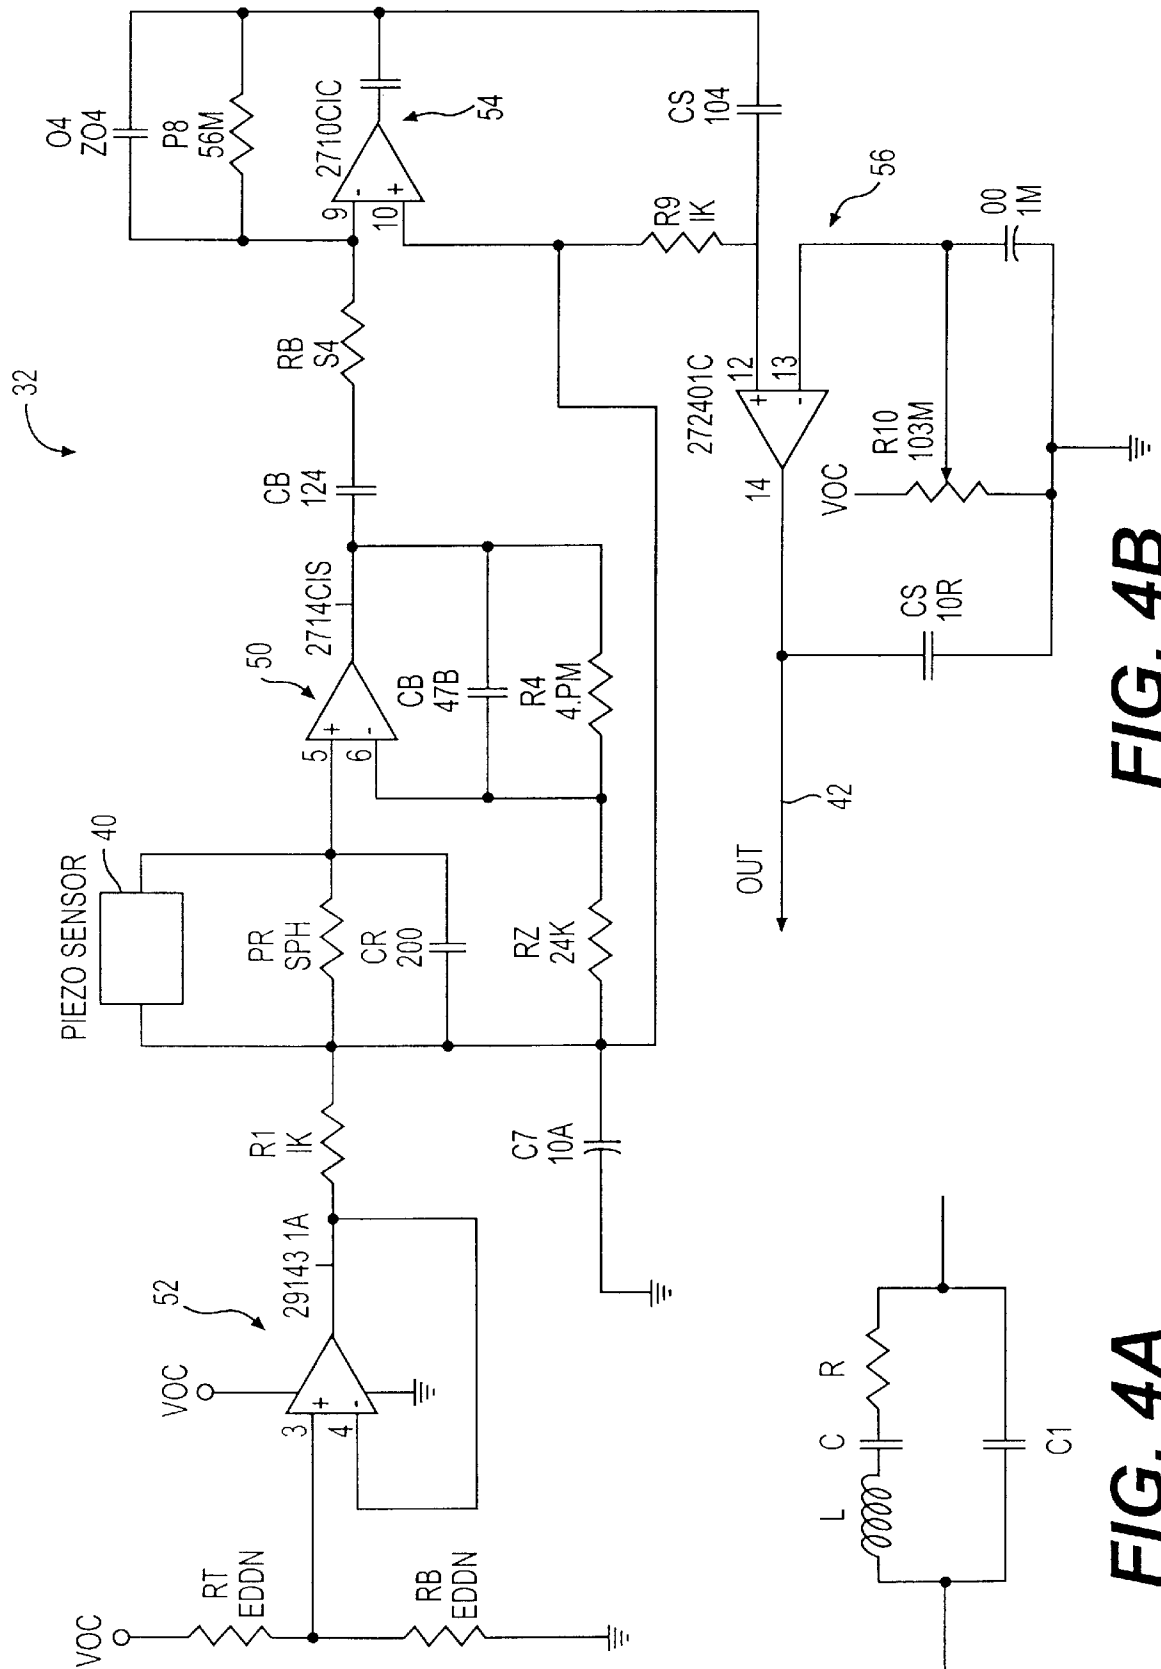 32
PIEZO SENSOR
40
PR
SPH
CR
200
5
6
+
-
50
2714CIS
CB
47B
R4
4.PM
RZ
24K
CB
124
RB
S4
O4
ZO4
P8
56M
9
10
-
+
2710CIC
54
R9
IK
CS
104
VOC
RT
EDDN
RB
EDDN
VOC
3
4
+
-
52
29143 1A
R1
IK
C7
10A
272401C
12
13
+
-
14
56
VOC
R10
103M
OO
1M
CS
10R
OUT
42
FIG. 4B
L
C
R
C1
FIG. 4A